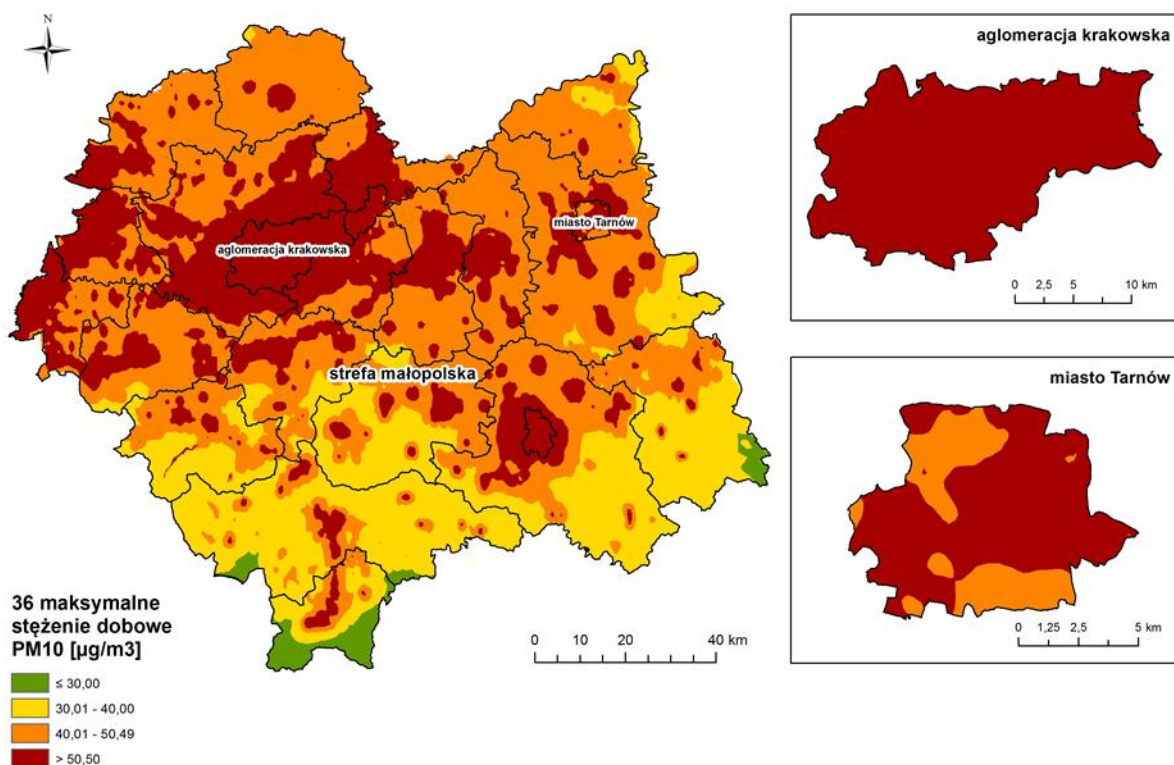 N
aglomeracja krakowska
miasto Tarnów
strefa małopolska
36 maksymalne
stężenie dobowe
PM10 [µg/m3]
≤ 30,00
30,01 - 40,00
40,01 - 50,49
> 50,50
0 10 20 40 km
aglomeracja krakowska
0 2,5 5 10 km
miasto Tarnów
0 1,25 2,5 5 km